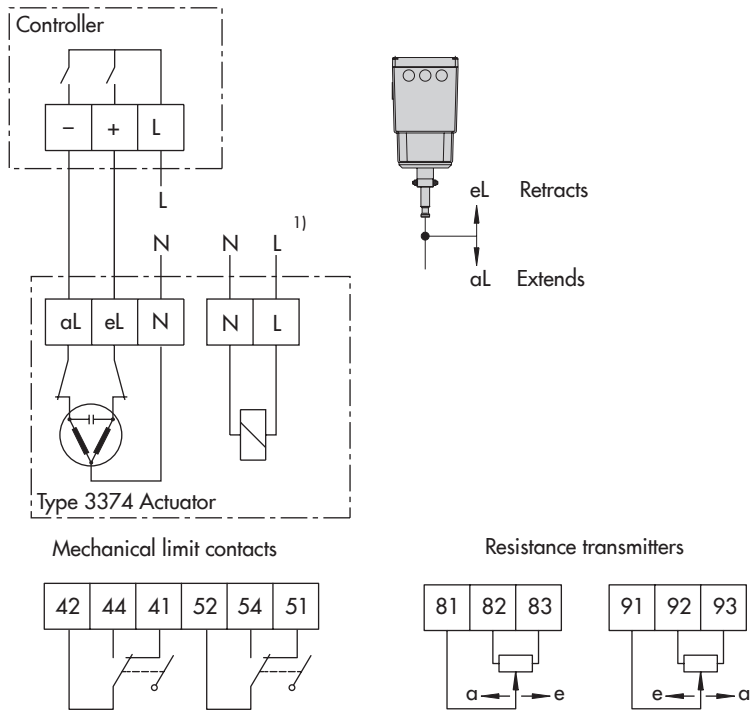 Controller
– + L
L
N N L 1)
aL eL N N L
Type 3374 Actuator
eL Retracts
aL Extends
Mechanical limit contacts
42 44 41 52 54 51
Resistance transmitters
81 82 83
a e
91 92 93
e a